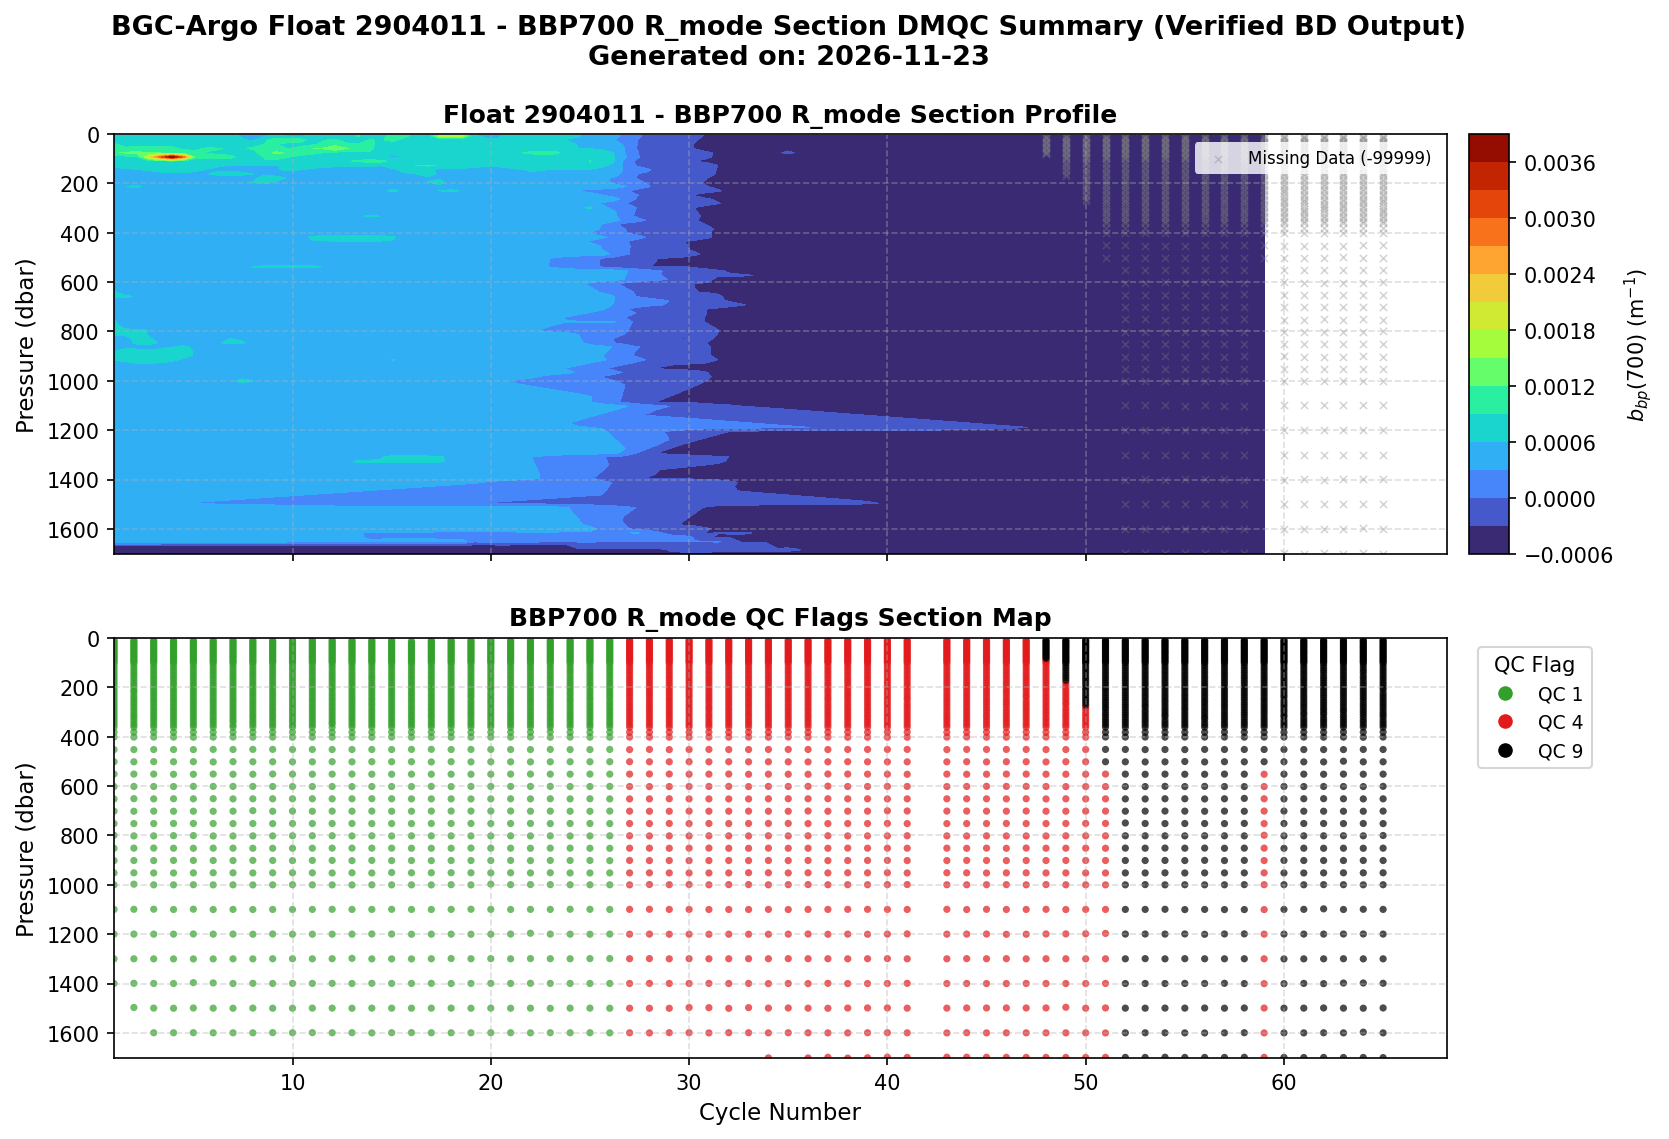 BGC-Argo Float 2904011 - BBP700 R_mode Section DMQC Summary (Verified BD Output)
Generated on: 2026-11-23
Float 2904011 - BBP700 R_mode Section Profile
Pressure (dbar)
0
200
400
600
800
1000
1200
1400
1600
Missing Data (-99999)
0.0036
0.0030
0.0024
0.0018
0.0012
0.0006
0.0000
−0.0006
b_bp(700) (m⁻¹)
BBP700 R_mode QC Flags Section Map
Pressure (dbar)
0
200
400
600
800
1000
1200
1400
1600
10 20 30 40 50 60
Cycle Number
QC Flag
QC 1
QC 4
QC 9